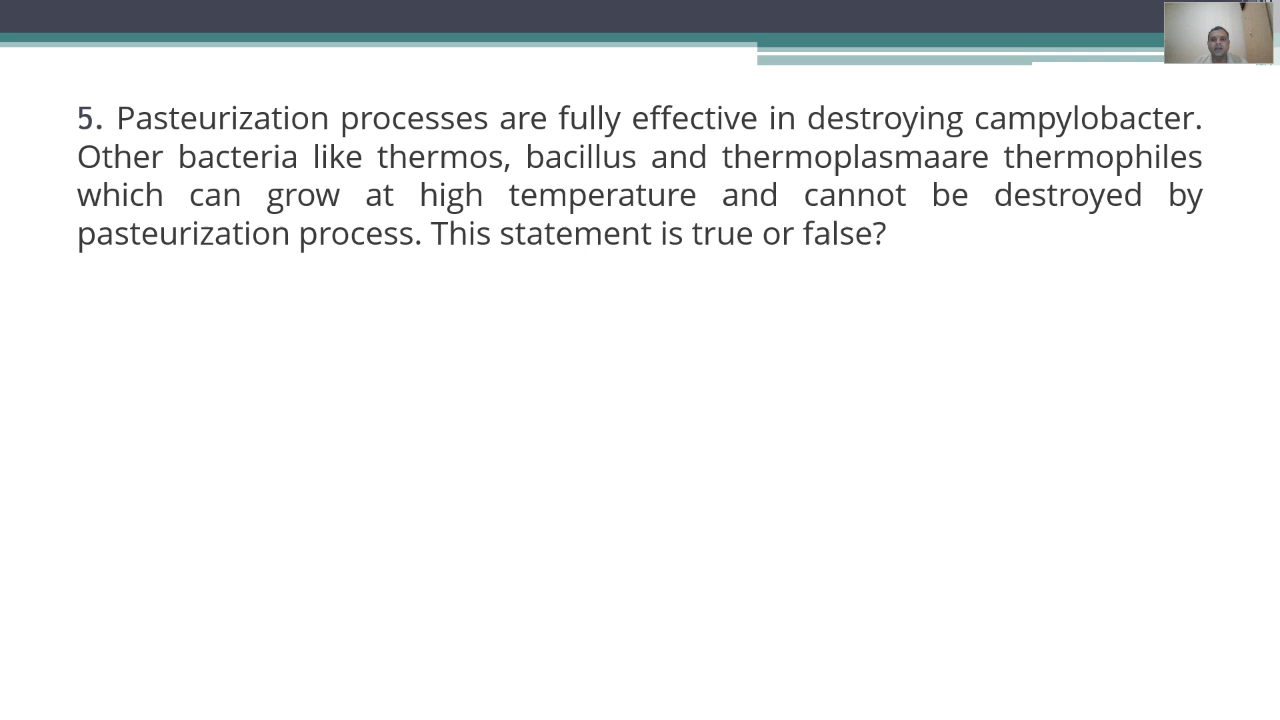 5. Pasteurization processes are fully effective in destroying campylobacter.
Other bacteria like thermos, bacillus and thermoplasmaare thermophiles
which can grow at high temperature and cannot be destroyed by
pasteurization process. This statement is true or false?